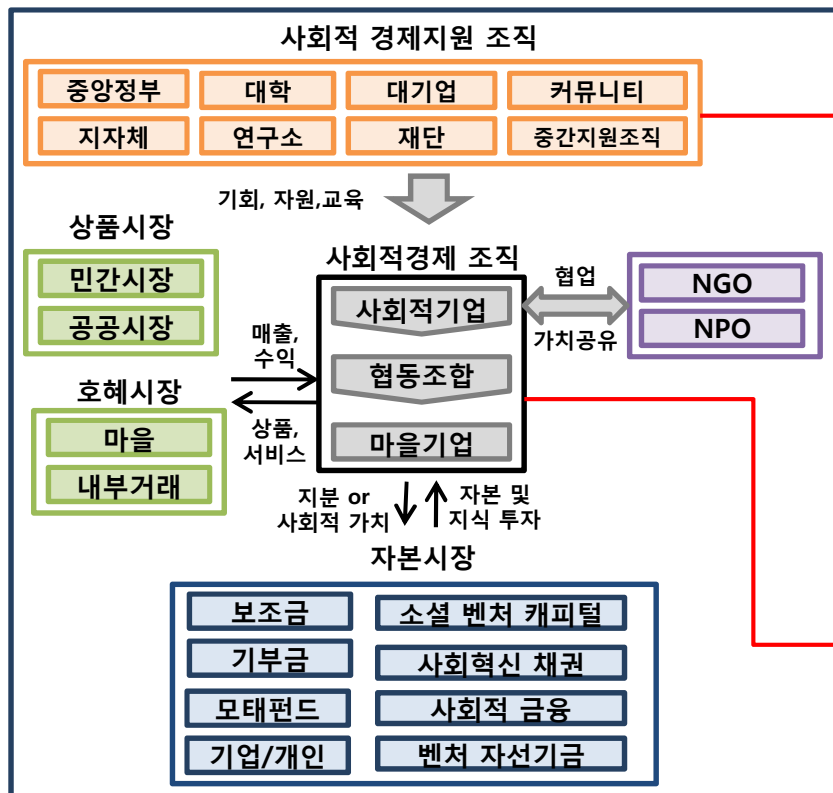 사회적 경제지원 조직
중앙정부 대학 대기업 커뮤니티
지자체 연구소 재단 중간지원조직
기회, 자원,교육
상품시장
민간시장
공공시장
사회적경제 조직
사회적기업
협동조합
마을기업
협업
가치공유
NGO
NPO
매출,
수익
호혜시장
마을
내부거래
상품,
서비스
지분 or
사회적 가치
자본 및
지식 투자
자본시장
보조금 소셜 벤처 캐피털
기부금 사회혁신 채권
모태펀드 사회적 금융
기업/개인 벤처 자선기금